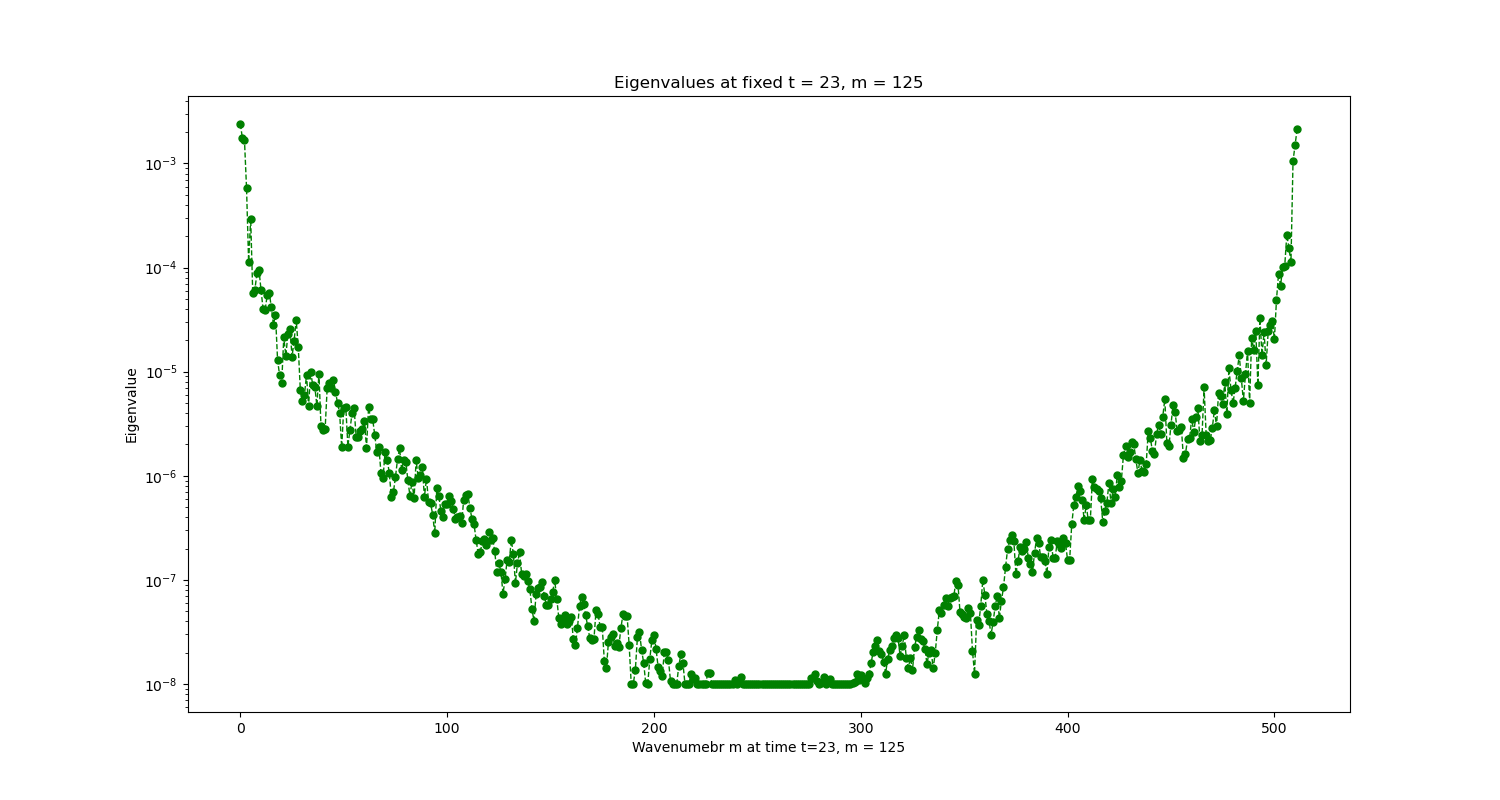 Eigenvalues at fixed t = 23, m = 125
10⁻³
10⁻⁴
10⁻⁵
10⁻⁶
10⁻⁷
10⁻⁸
Eigenvalue
0 100 200 300 400 500
Wavenumebr m at time t=23, m = 125